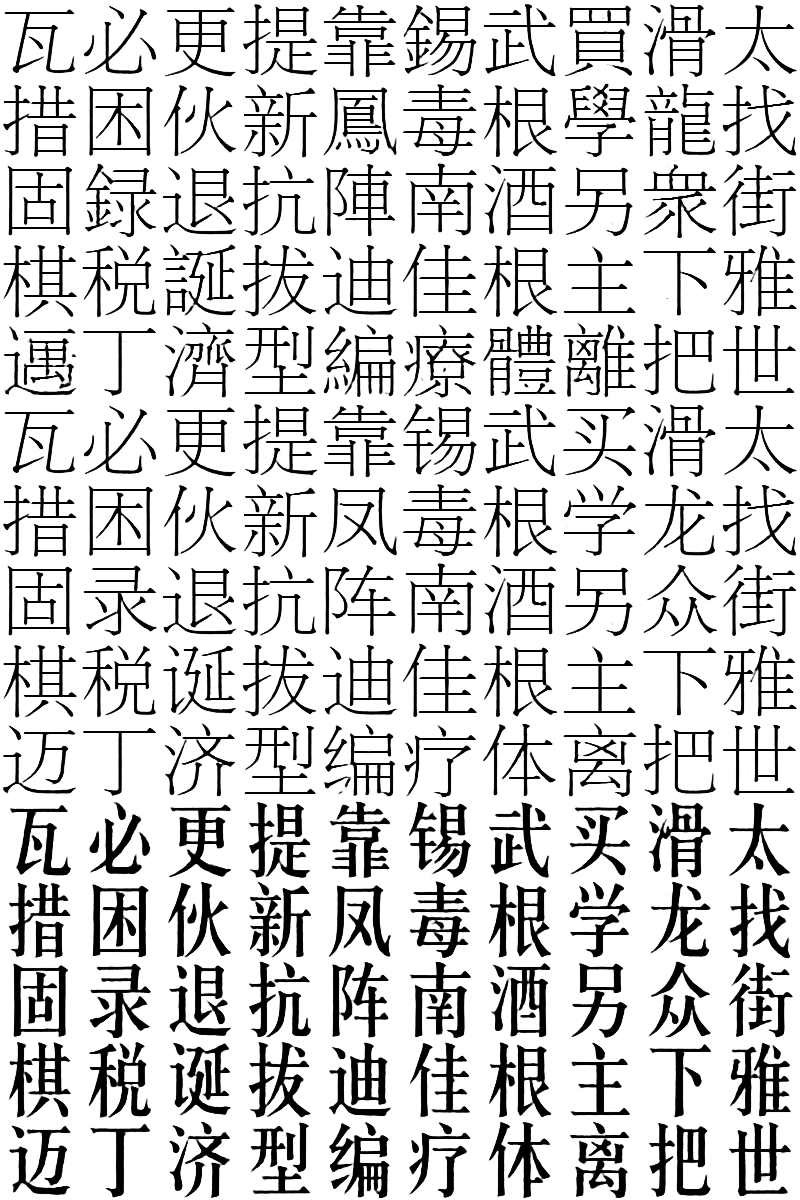 瓦必更提靠錫武買滑太
措困伙新鳳毒根學龍找
固録退抗陣南酒另衆街
棋税誕拔迪佳根主下雅
邁丁濟型編療體離把世
瓦必更提靠锡武买滑太
措困伙新凤毒根学龙找
固录退抗阵南酒另众街
棋税诞拔迪佳根主下雅
迈丁济型编疗体离把世
瓦必更提靠锡武买滑太
措困伙新凤毒根学龙找
固录退抗阵南酒另众街
棋税诞拔迪佳根主下雅
迈丁济型编疗体离把世